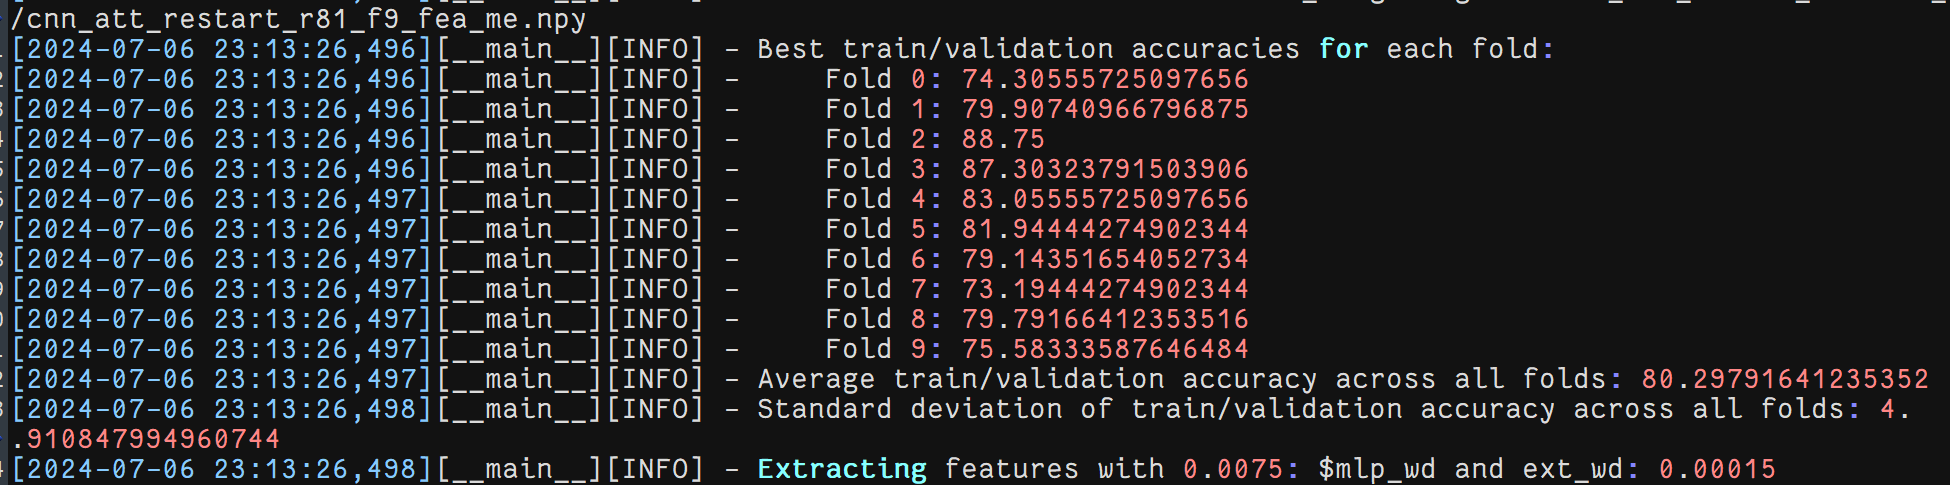 /cnn_att_restart_r81_f9_fea_me.npy
[2024-07-06 23:13:26,496][__main__][INFO] - Best train/validation accuracies for each fold:
[2024-07-06 23:13:26,496][__main__][INFO] -     Fold 0: 74.30555725097656
[2024-07-06 23:13:26,496][__main__][INFO] -     Fold 1: 79.90740966796875
[2024-07-06 23:13:26,496][__main__][INFO] -     Fold 2: 88.75
[2024-07-06 23:13:26,496][__main__][INFO] -     Fold 3: 87.30323791503906
[2024-07-06 23:13:26,497][__main__][INFO] -     Fold 4: 83.05555725097656
[2024-07-06 23:13:26,497][__main__][INFO] -     Fold 5: 81.94444274902344
[2024-07-06 23:13:26,497][__main__][INFO] -     Fold 6: 79.14351654052734
[2024-07-06 23:13:26,497][__main__][INFO] -     Fold 7: 73.19444274902344
[2024-07-06 23:13:26,497][__main__][INFO] -     Fold 8: 79.79166412353516
[2024-07-06 23:13:26,497][__main__][INFO] -     Fold 9: 75.58333587646484
[2024-07-06 23:13:26,497][__main__][INFO] - Average train/validation accuracy across all folds: 80.29791641235352
[2024-07-06 23:13:26,498][__main__][INFO] - Standard deviation of train/validation accuracy across all folds: 4.
.910847994960744
[2024-07-06 23:13:26,498][__main__][INFO] - Extracting features with 0.0075: $mlp_wd and ext_wd: 0.00015